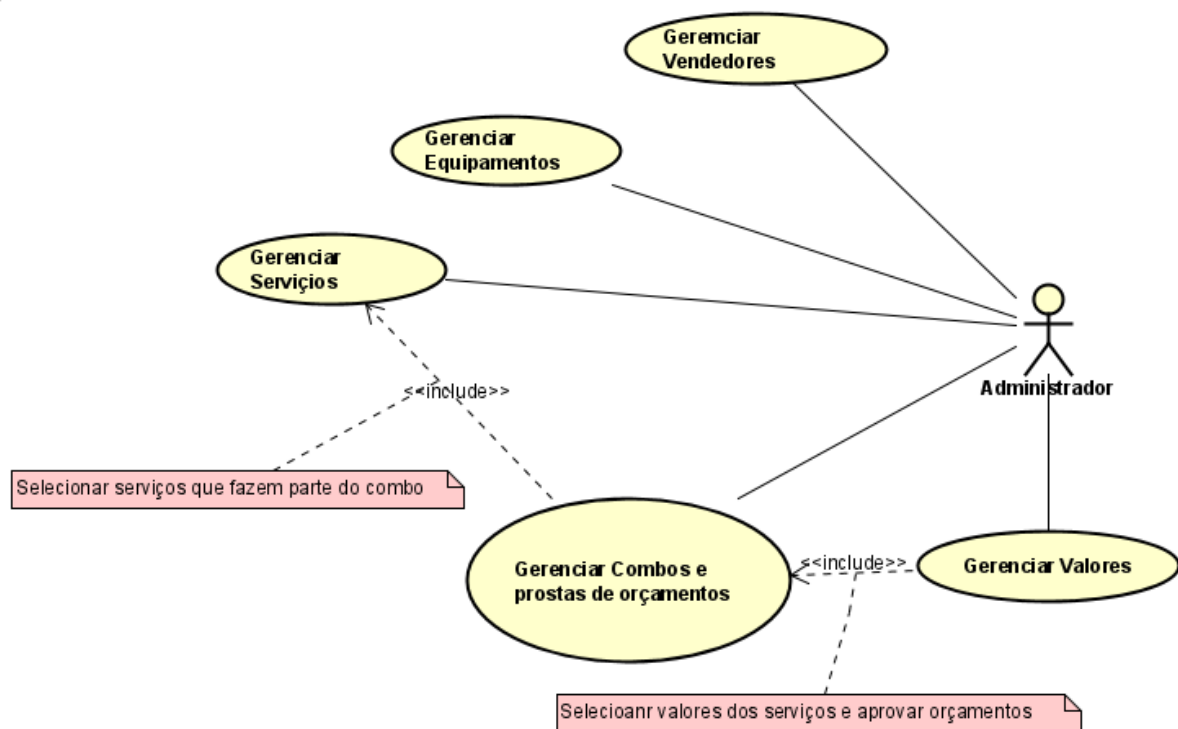 Geremciar
Vendedores
Gerenciar
Equipamentos
Gerenciar
Serviçios
<<include>>
Administrador
Selecionar serviços que fazem parte do combo
<<include>>
Gerenciar Combos e
prostas de orçamentos
Gerenciar Valores
Selecioanr valores dos serviços e aprovar orçamentos